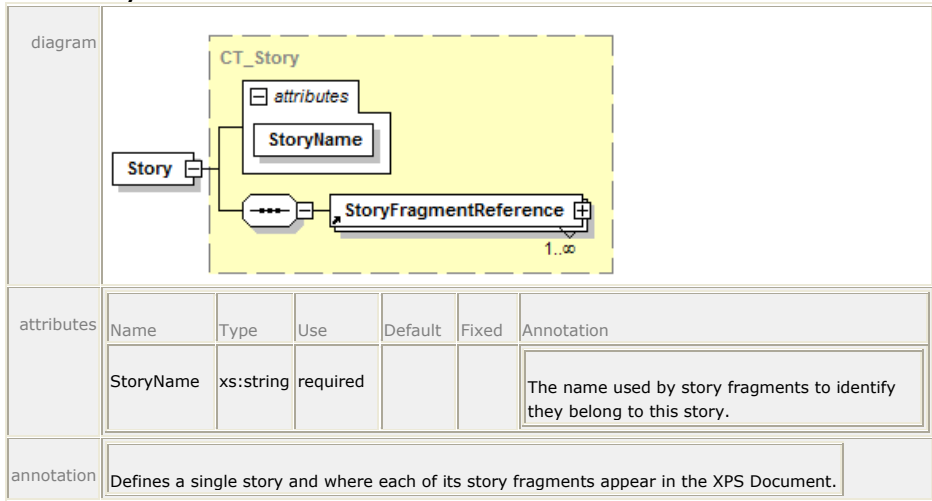 diagram
CT_Story
attributes
StoryName
Story
StoryFragmentReference
1..∞
attributes
Name Type Use Default Fixed Annotation
StoryName xs:string required
The name used by story fragments to identify
they belong to this story.
annotation
Defines a single story and where each of its story fragments appear in the XPS Document.